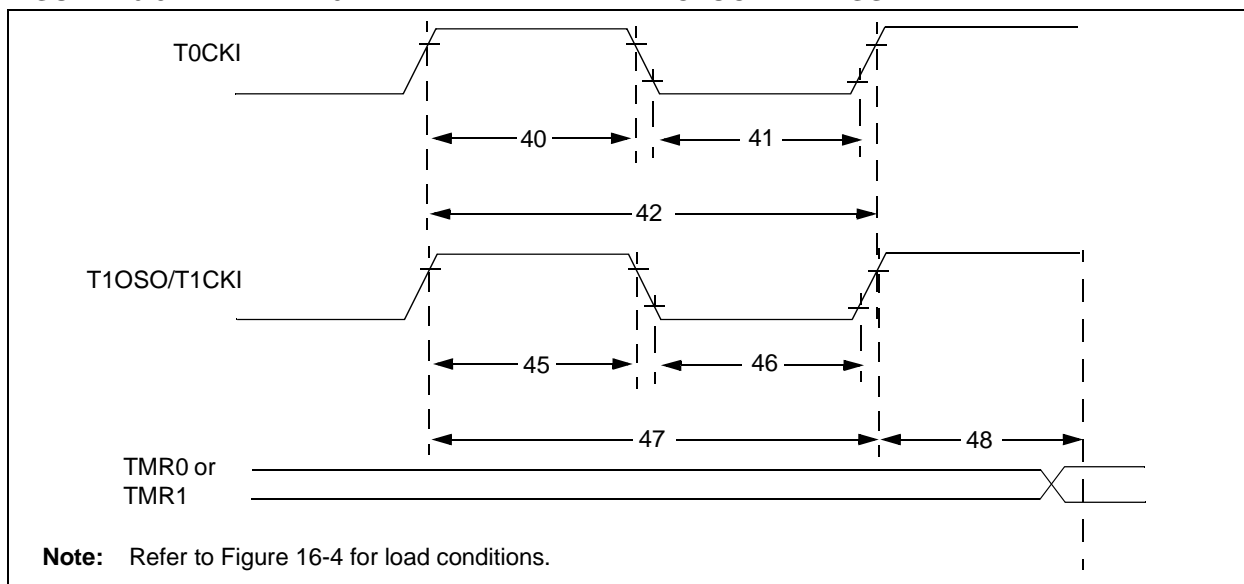 T0CKI
40
41
42
T1OSO/T1CKI
45
46
47
48
TMR0 or
TMR1
Note: Refer to Figure 16-4 for load conditions.